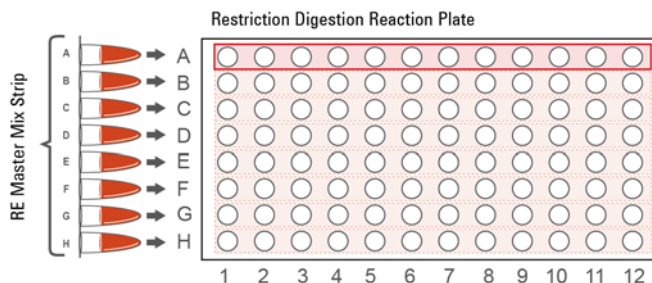 Restriction Digestion Reaction Plate
RE Master Mix Strip
A A
B B
C C
D D
E E
F F
G G
H H
1 2 3 4 5 6 7 8 9 10 11 12